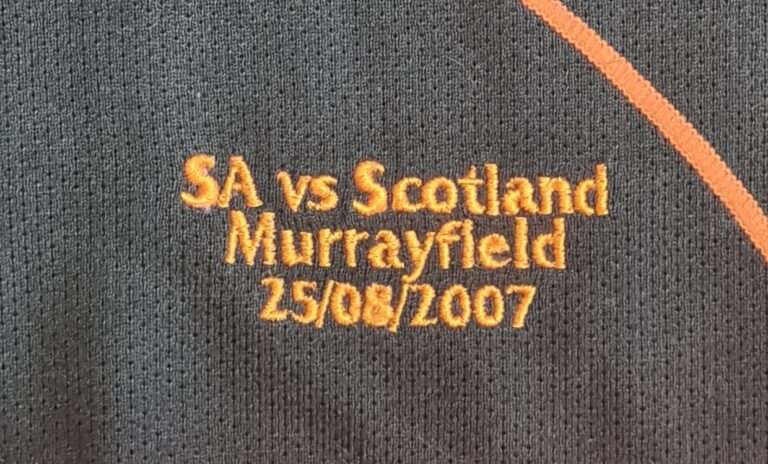 SA vs Scotland
Murrayfield
25/08/2007